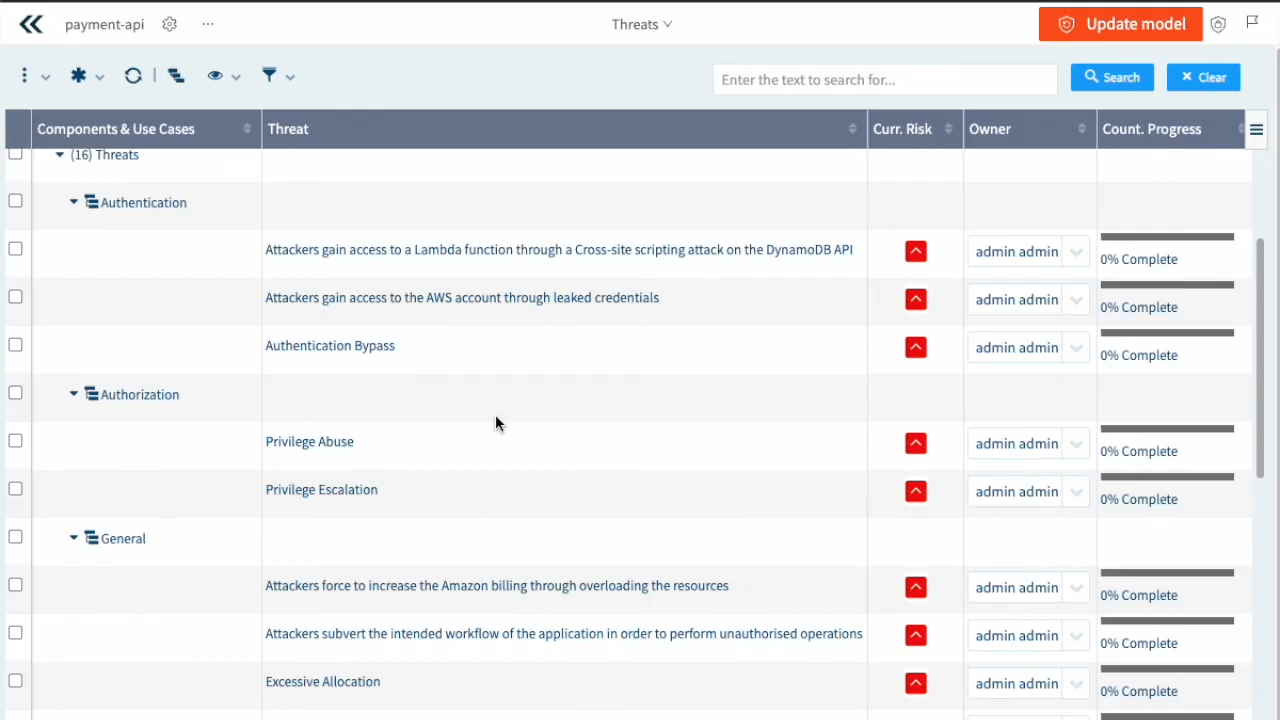 payment-api
...
Threats
Update model
Enter the text to search for...
Search
Clear
Components & Use Cases
Threat
Curr. Risk
Owner
Count. Progress
(16) Threats
Authentication
Attackers gain access to a Lambda function through a Cross-site scripting attack on the DynamoDB API
admin admin
0% Complete
Attackers gain access to the AWS account through leaked credentials
admin admin
0% Complete
Authentication Bypass
admin admin
0% Complete
Authorization
Privilege Abuse
admin admin
0% Complete
Privilege Escalation
admin admin
0% Complete
General
Attackers force to increase the Amazon billing through overloading the resources
admin admin
0% Complete
Attackers subvert the intended workflow of the application in order to perform unauthorised operations
admin admin
0% Complete
Excessive Allocation
admin admin
0% Complete